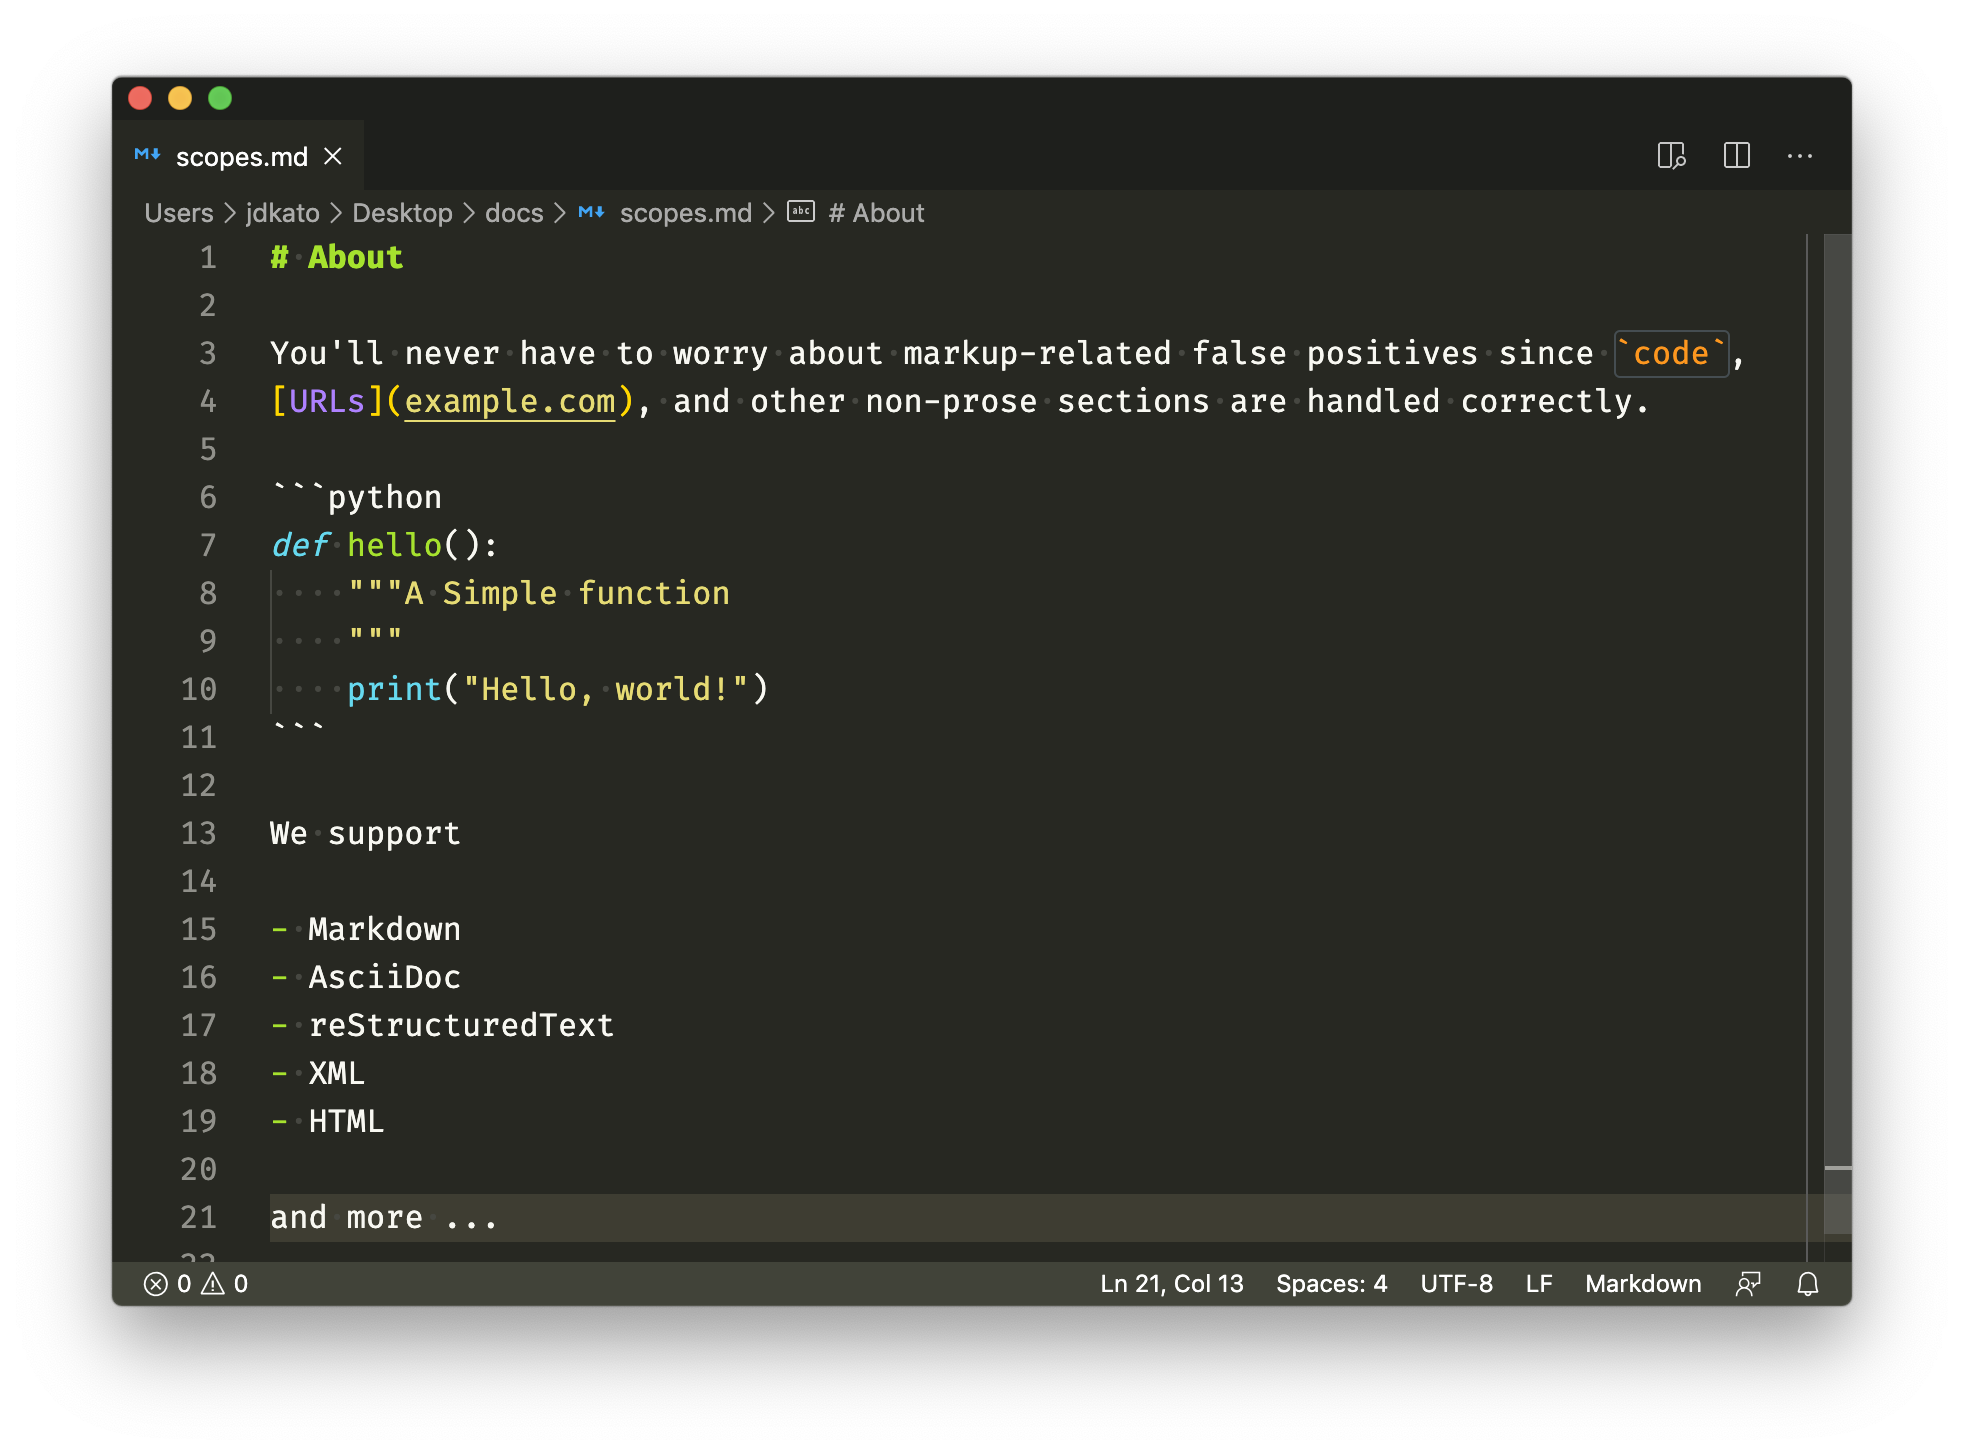 scopes.md
Users > jdkato > Desktop > docs > scopes.md > # About
1 # About
2
3 You'll never have to worry about markup-related false positives since `code`,
4 [URLs](example.com), and other non-prose sections are handled correctly.
5
6 ```python
7 def hello():
8     """A Simple function
9     """
10     print("Hello, world!")
11 ```
12
13 We support
14
15 - Markdown
16 - AsciiDoc
17 - reStructuredText
18 - XML
19 - HTML
20
21 and more ...
22
0 0 Ln 21, Col 13 Spaces: 4 UTF-8 LF Markdown